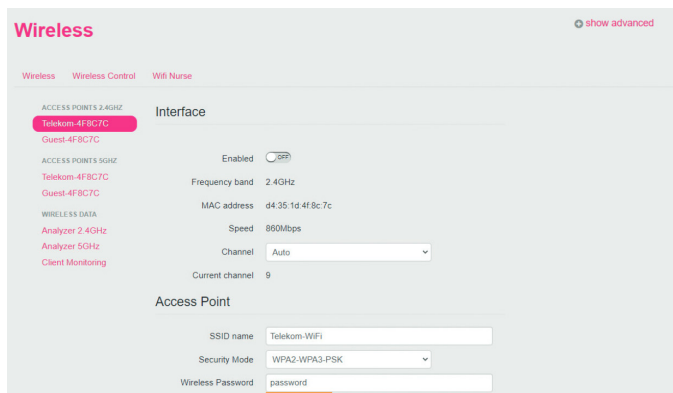 Wireless
show advanced
Wireless Wireless Control Wifi Nurse
ACCESS POINTS 2.4GHZ
Telekom-4F8C7C
Guest-4F8C7C
ACCESS POINTS 5GHZ
Telekom-4F8C7C
Guest-4F8C7C
WIRELESS DATA
Analyzer 2.4GHz
Analyzer 5GHz
Client Monitoring
Interface
Enabled OFF
Frequency band 2.4GHz
MAC address d4:35:1d:4f:8c:7c
Speed 860Mbps
Channel Auto
Current channel 9
Access Point
SSID name Telekom-WiFi
Security Mode WPA2-WPA3-PSK
Wireless Password password